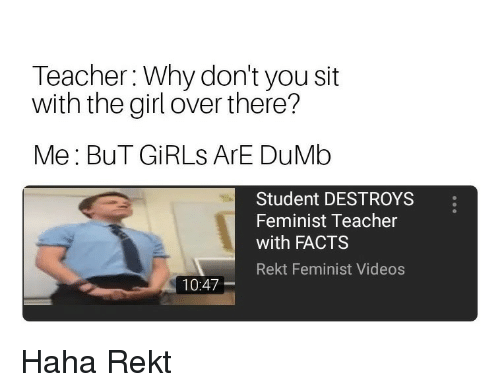 Teacher: Why don't you sit
with the girl over there?
Me: BuT GiRLs ArE DuMb
Student DESTROYS
Feminist Teacher
with FACTS
Rekt Feminist Videos
10:47
Haha Rekt